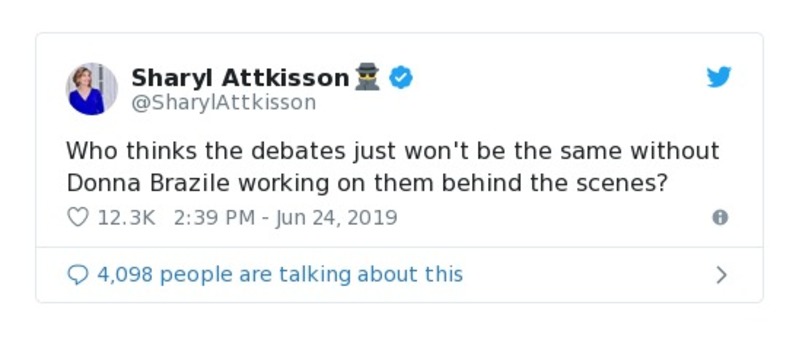 Sharyl Attkisson🕵️
@SharylAttkisson
Who thinks the debates just won't be the same without
Donna Brazile working on them behind the scenes?
12.3K 2:39 PM - Jun 24, 2019
4,098 people are talking about this